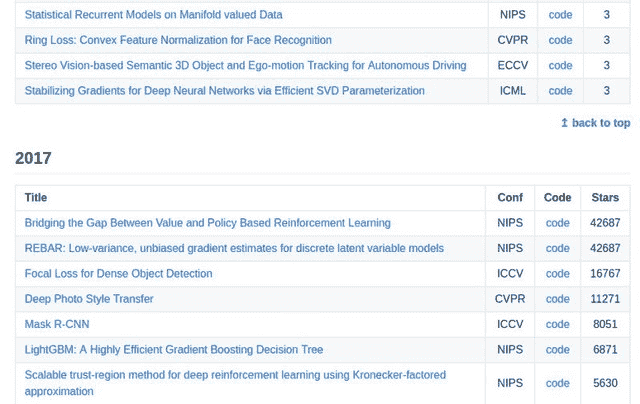 Statistical Recurrent Models on Manifold valued Data NIPS code 3
Ring Loss: Convex Feature Normalization for Face Recognition CVPR code 3
Stereo Vision-based Semantic 3D Object and Ego-motion Tracking for Autonomous Driving ECCV code 3
Stabilizing Gradients for Deep Neural Networks via Efficient SVD Parameterization ICML code 3
↥ back to top
2017
Title Conf Code Stars
Bridging the Gap Between Value and Policy Based Reinforcement Learning NIPS code 42687
REBAR: Low-variance, unbiased gradient estimates for discrete latent variable models NIPS code 42687
Focal Loss for Dense Object Detection ICCV code 16767
Deep Photo Style Transfer CVPR code 11271
Mask R-CNN ICCV code 8051
LightGBM: A Highly Efficient Gradient Boosting Decision Tree NIPS code 6871
Scalable trust-region method for deep reinforcement learning using Kronecker-factored
approximation NIPS code 5630